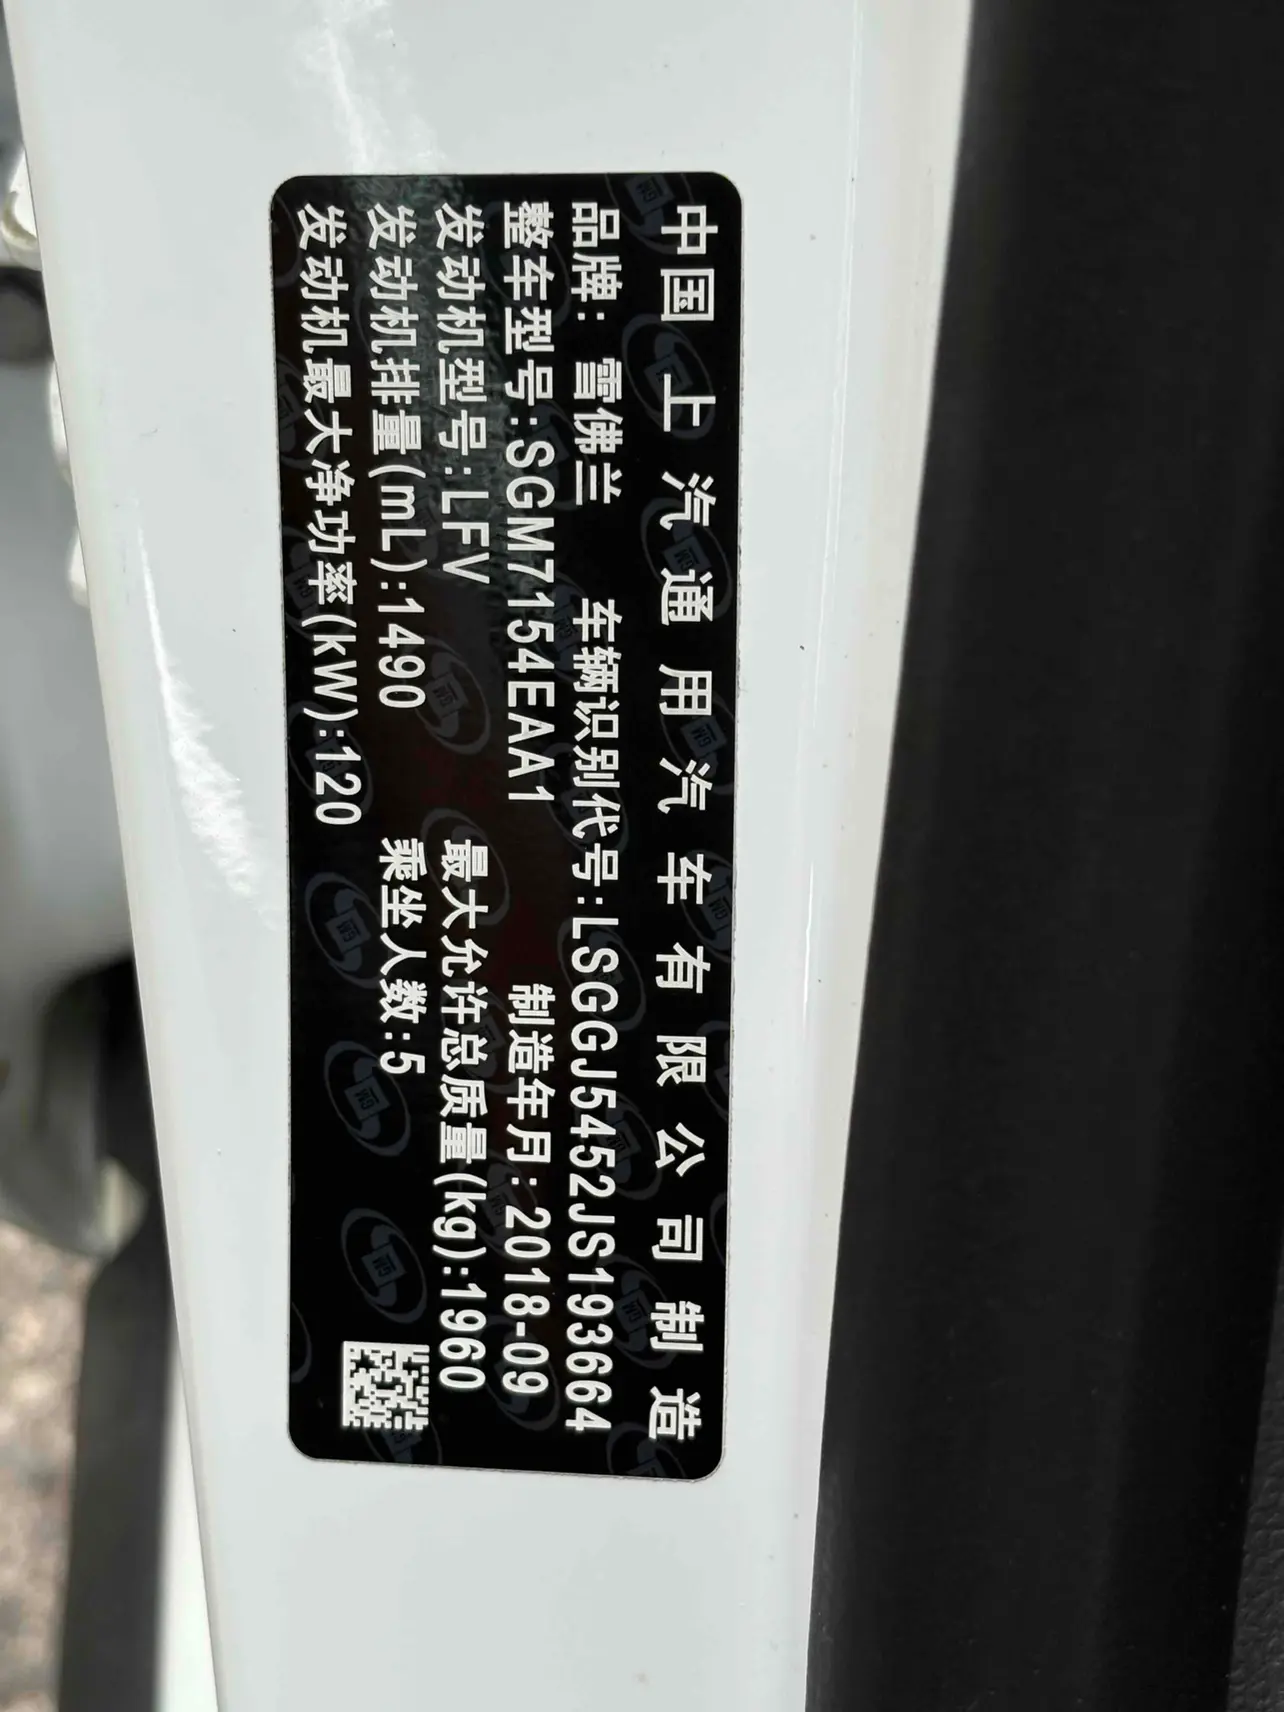 中国上汽通用汽车有限公司制造
品牌: 雪佛兰 车辆识别代号:LSGGJ5452JS193664
整车型号:SGM7154EAA1 制造年月:2018-09
发动机型号:LFV 最大允许总质量(kg):1960
发动机排量(mL):1490 乘坐人数:5
发动机最大净功率(kW):120